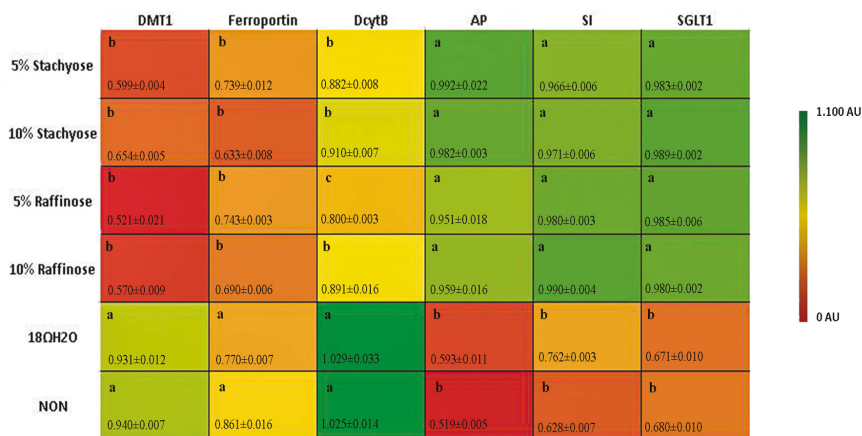 DMT1 Ferroportin DcytB AP SI SGLT1
b b b a a a
5% Stachyose
0.599±0.004 0.739±0.012 0.882±0.008 0.992±0.022 0.966±0.006 0.983±0.002
1.100 AU
b b b a a a
10% Stachyose
0.654±0.005 0.633±0.008 0.910±0.007 0.982±0.003 0.971±0.006 0.989±0.002
b b c a a a
5% Raffinose
0.521±0.021 0.743±0.003 0.800±0.003 0.951±0.018 0.980±0.003 0.985±0.006
b b b a a a
10% Raffinose
0.570±0.009 0.690±0.006 0.891±0.016 0.959±0.016 0.990±0.004 0.980±0.002
a a a b b b
0 AU
18ΩH2O
0.931±0.012 0.770±0.007 1.029±0.033 0.593±0.011 0.762±0.003 0.671±0.010
a a a b b b
NON
0.940±0.007 0.861±0.016 1.025±0.014 0.519±0.005 0.628±0.007 0.680±0.010